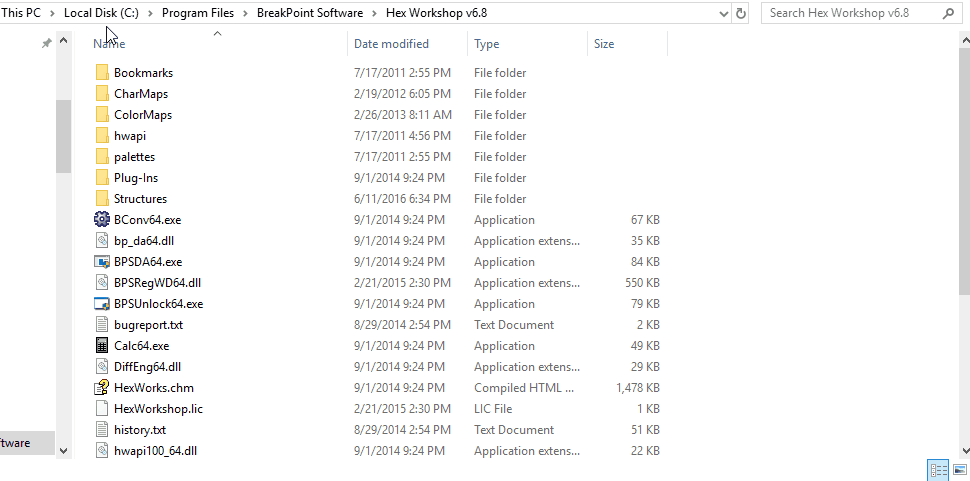 This PC > Local Disk (C:) > Program Files > BreakPoint Software > Hex Workshop v6.8 Search Hex Workshop v6.8
Name Date modified Type Size
Bookmarks 7/17/2011 2:55 PM File folder
CharMaps 2/19/2012 6:05 PM File folder
ColorMaps 2/26/2013 8:11 AM File folder
hwapi 7/17/2011 4:56 PM File folder
palettes 7/17/2011 2:55 PM File folder
Plug-Ins 9/1/2014 9:24 PM File folder
Structures 6/11/2016 6:34 PM File folder
BConv64.exe 9/1/2014 9:24 PM Application 67 KB
bp_da64.dll 9/1/2014 9:24 PM Application extens... 35 KB
BPSDA64.exe 9/1/2014 9:24 PM Application 84 KB
BPSRegWD64.dll 2/21/2015 2:30 PM Application extens... 550 KB
BPSUnlock64.exe 9/1/2014 9:24 PM Application 79 KB
bugreport.txt 8/29/2014 2:54 PM Text Document 2 KB
Calc64.exe 9/1/2014 9:24 PM Application 49 KB
DiffEng64.dll 9/1/2014 9:24 PM Application extens... 29 KB
HexWorks.chm 9/1/2014 9:24 PM Compiled HTML ... 1,478 KB
HexWorkshop.lic 2/21/2015 2:30 PM LIC File 1 KB
history.txt 8/29/2014 2:54 PM Text Document 51 KB
ftware
hwapi100_64.dll 9/1/2014 9:24 PM Application extens... 22 KB